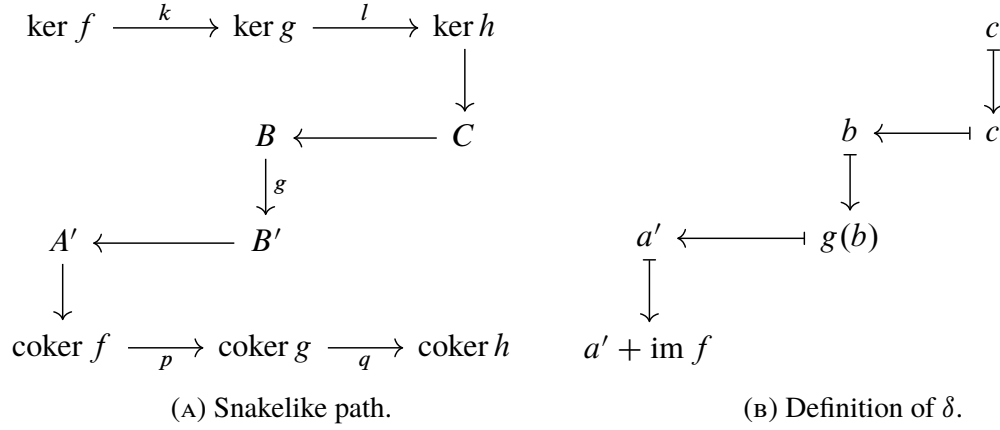 k l
ker f ker g ker h c
B C b c
g
A′ B′ a′ g(b)
coker f coker g coker h a′ + im f
p q
(A) Snakelike path. (B) Definition of δ.